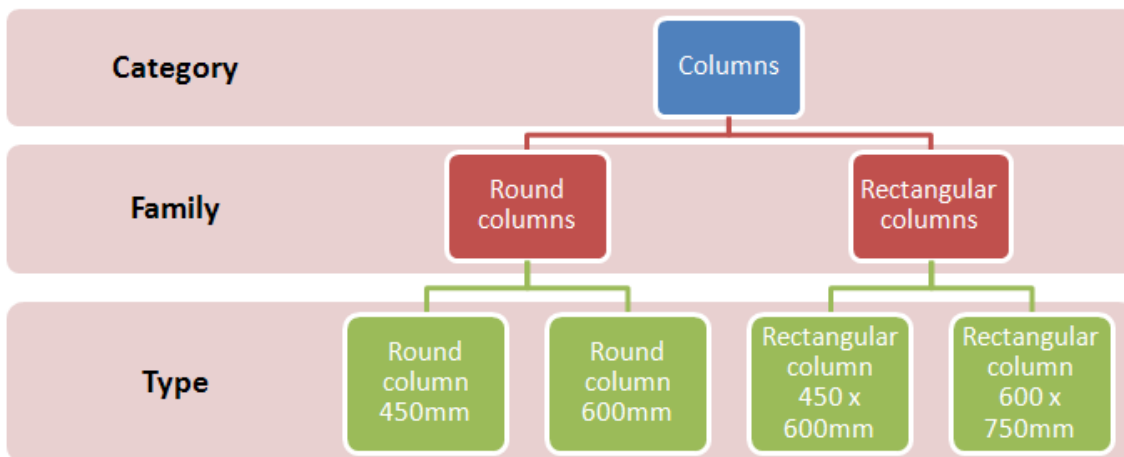 Category
Columns
Family
Round
columns
Rectangular
columns
Type
Round
column
450mm
Round
column
600mm
Rectangular
column
450 x
600mm
Rectangular
column
600 x
750mm